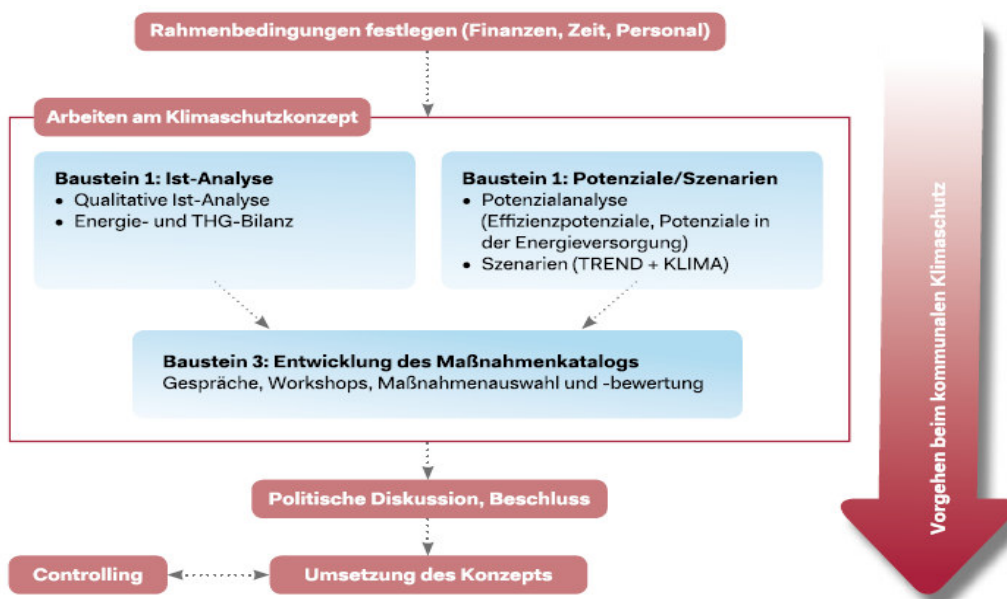 Rahmenbedingungen festlegen (Finanzen, Zeit, Personal)
Arbeiten am Klimaschutzkonzept
Baustein 1: Ist-Analyse
• Qualitative Ist-Analyse
• Energie- und THG-Bilanz
Baustein 1: Potenziale/Szenarien
• Potenzialanalyse
(Effizienzpotenziale, Potenziale in
der Energieversorgung)
• Szenarien (TREND + KLIMA)
Baustein 3: Entwicklung des Maßnahmenkatalogs
Gespräche, Workshops, Maßnahmenauswahl und -bewertung
Politische Diskussion, Beschluss
Controlling
Umsetzung des Konzepts
Vorgehen beim kommunalen Klimaschutz